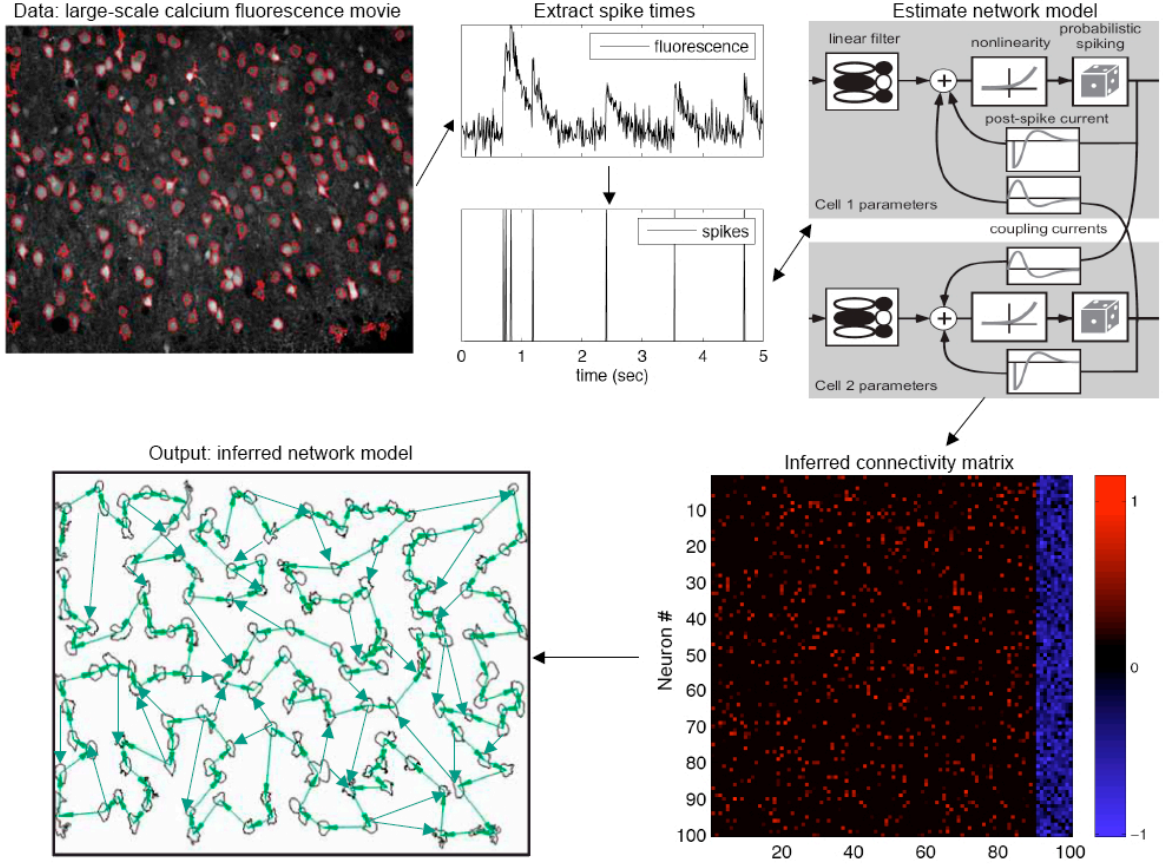 Data: large-scale calcium fluorescence movie
Extract spike times
fluorescence
spikes
0 1 2 3 4 5
time (sec)
Estimate network model
linear filter
nonlinearity
probabilistic
spiking
post-spike current
Cell 1 parameters
coupling currents
Cell 2 parameters
Output: inferred network model
Inferred connectivity matrix
Neuron #
10
20
30
40
50
60
70
80
90
100
20 40 60 80 100
1
0
-1